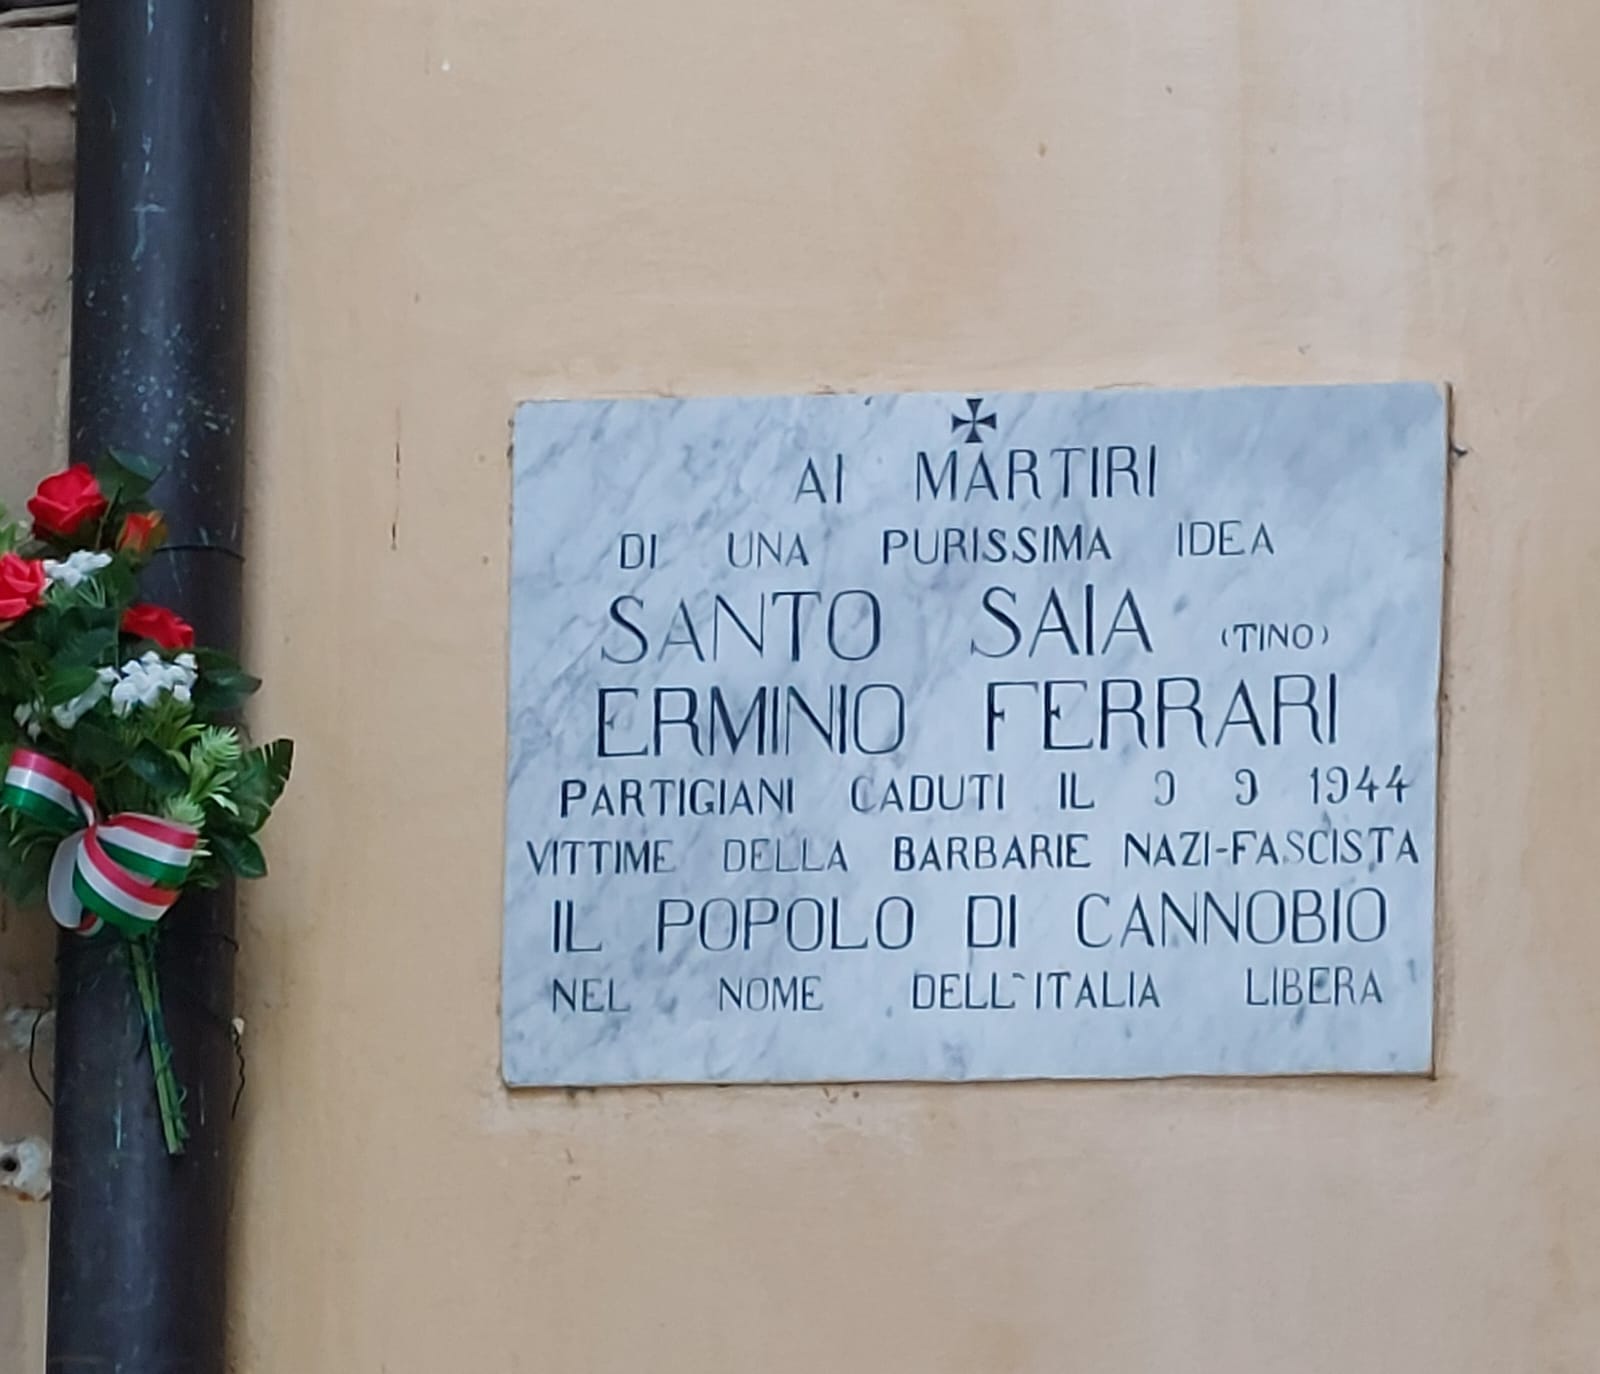 AI MARTIRI
DI UNA PURISSIMA IDEA
SANTO SAIA (TINO)
ERMINIO FERRARI
PARTIGIANI CADUTI IL 9 9 1944
VITTIME DELLA BARBARIE NAZI-FASCISTA
IL POPOLO DI CANNOBIO
NEL NOME DELL'ITALIA LIBERA